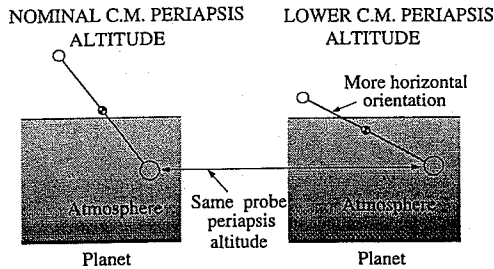 NOMINAL C.M. PERIAPSIS
ALTITUDE
LOWER C.M. PERIAPSIS
ALTITUDE
More horizontal
orientation
Same probe
periapsis
altitude
Atmosphere
Atmosphere
Planet
Planet